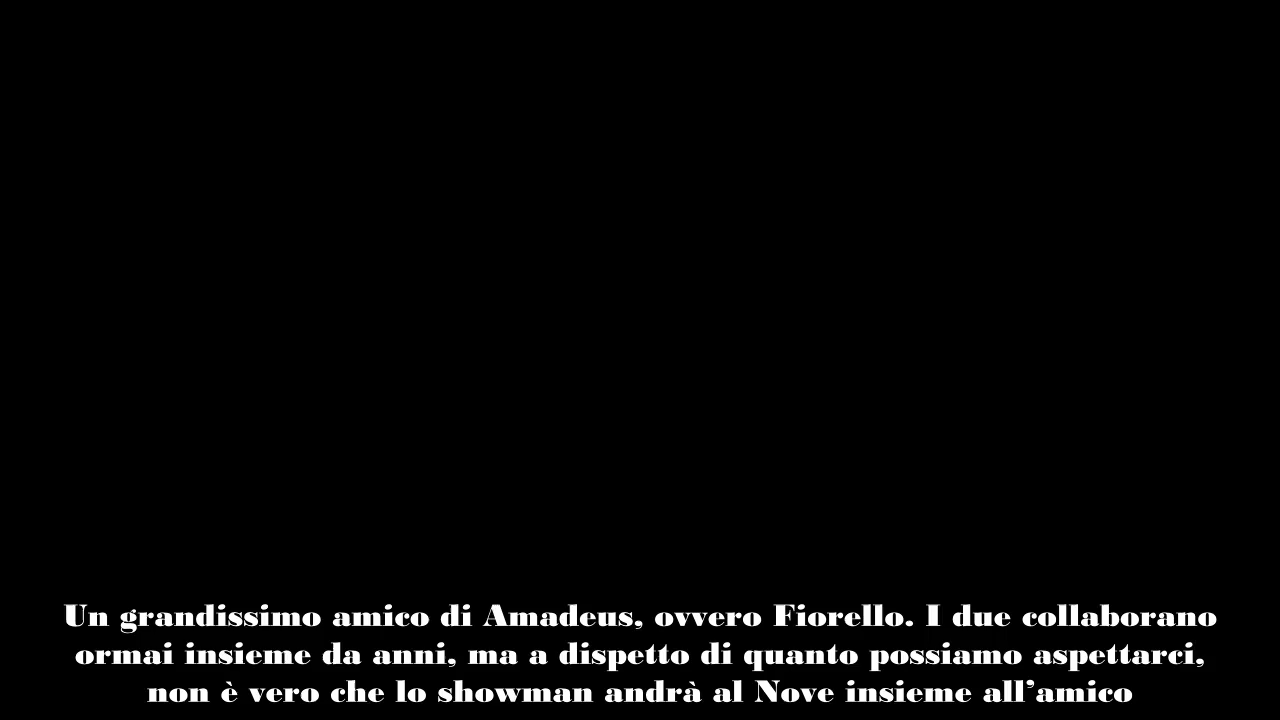 Un grandissimo amico di Amadeus, ovvero Fiorello. I due collaborano
ormai insieme da anni, ma a dispetto di quanto possiamo aspettarci,
non è vero che lo showman andrà al Nove insieme all’amico